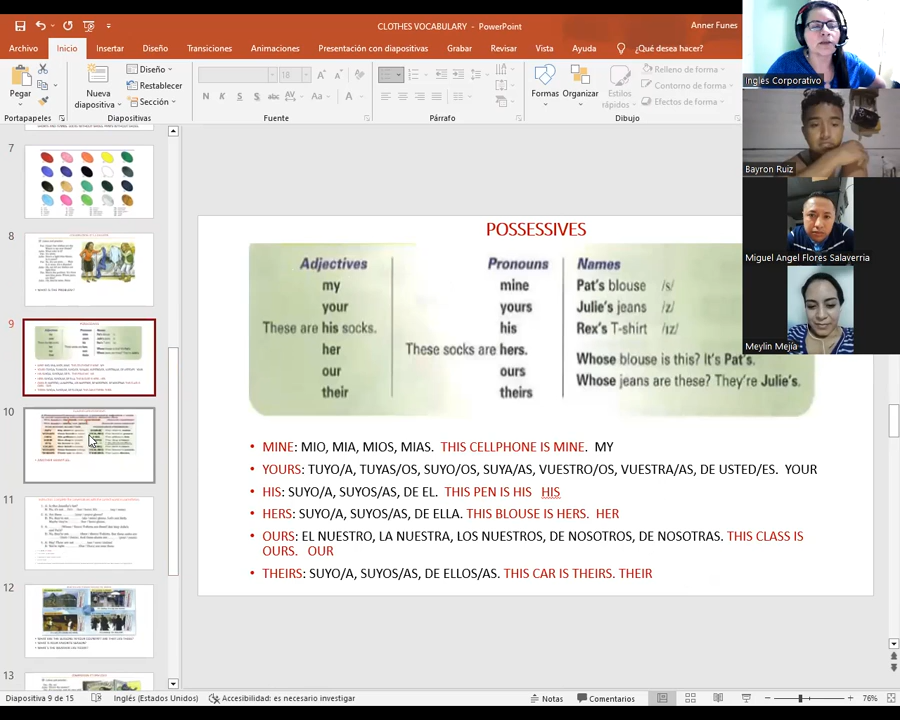 CLOTHES VOCABULARY - PowerPoint
Anner Funes
Archivo Inicio Insertar Diseño Transiciones Animaciones Presentación con diapositivas Grabar Revisar Vista Ayuda ¿Qué desea hacer?
Pegar
Nueva diapositiva
Diseño
Restablecer
Sección
18
N K S S abc AV Aa A
Formas
Organizar
Estilos rápidos
Relleno de forma
Contorno de forma
Efectos de forma
Portapapeles Diapositivas Fuente Párrafo Dibujo
Inglés Corporativo
Bayron Ruiz
Miguel Angel Flores Salaverria
Meylin Mejía
7
8
9
10
11
12
13
POSSESSIVES
Adjectives Pronouns Names
my mine Pat's blouse /s/
your yours Julie's jeans /z/
These are his socks. his Rex's T-shirt /ɪz/
her These socks are hers.
our ours
their theirs
Whose blouse is this? It's Pat's.
Whose jeans are these? They're Julie's.
• MINE: MIO, MIA, MIOS, MIAS. THIS CELLPHONE IS MINE. MY
• YOURS: TUYO/A, TUYAS/OS, SUYO/OS, SUYA/AS, VUESTRO/OS, VUESTRA/AS, DE USTED/ES. YOUR
• HIS: SUYO/A, SUYOS/AS, DE EL. THIS PEN IS HIS HIS
• HERS: SUYO/A, SUYOS/AS, DE ELLA. THIS BLOUSE IS HERS. HER
• OURS: EL NUESTRO, LA NUESTRA, LOS NUESTROS, DE NOSOTROS, DE NOSOTRAS. THIS CLASS IS
OURS. OUR
• THEIRS: SUYO/A, SUYOS/AS, DE ELLOS/AS. THIS CAR IS THEIRS. THEIR
Diapositiva 9 de 15 Inglés (Estados Unidos) Accesibilidad: es necesario investigar Notas Comentarios 76%